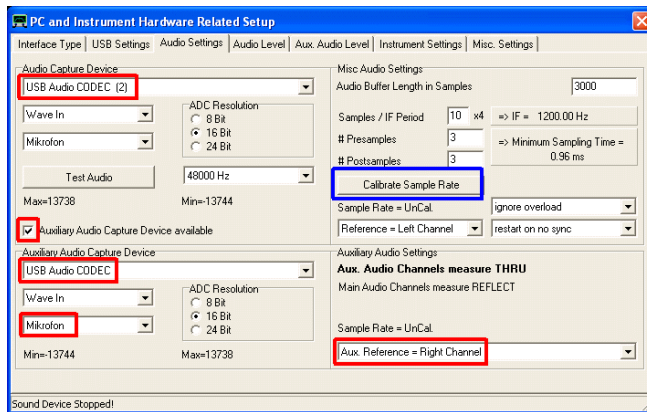 PC and Instrument Hardware Related Setup
Interface Type USB Settings Audio Settings Audio Level Aux. Audio Level Instrument Settings Misc. Settings
Audio Capture Device
USB Audio CODEC (2)
Wave In
Mikrofon
ADC Resolution
8 Bit
16 Bit
24 Bit
Test Audio
48000 Hz
Max=13738
Min=-13744
Auxiliary Audio Capture Device available
Misc Audio Settings
Audio Buffer Length in Samples
3000
Samples / IF Period
10
x4
=> IF = 1200.00 Hz
# Presamples
3
=> Minimum Sampling Time =
0.96 ms
# Postsamples
3
Calibrate Sample Rate
Sample Rate = UnCal.
ignore overload
Reference = Left Channel
restart on no sync
Auxiliary Audio Capture Device
USB Audio CODEC
Wave In
Mikrofon
ADC Resolution
8 Bit
16 Bit
24 Bit
Min=-13744
Max=13738
Auxiliary Audio Settings
Aux. Audio Channels measure THRU
Main Audio Channels measure REFLECT
Sample Rate = UnCal.
Aux. Reference = Right Channel
Sound Device Stopped!